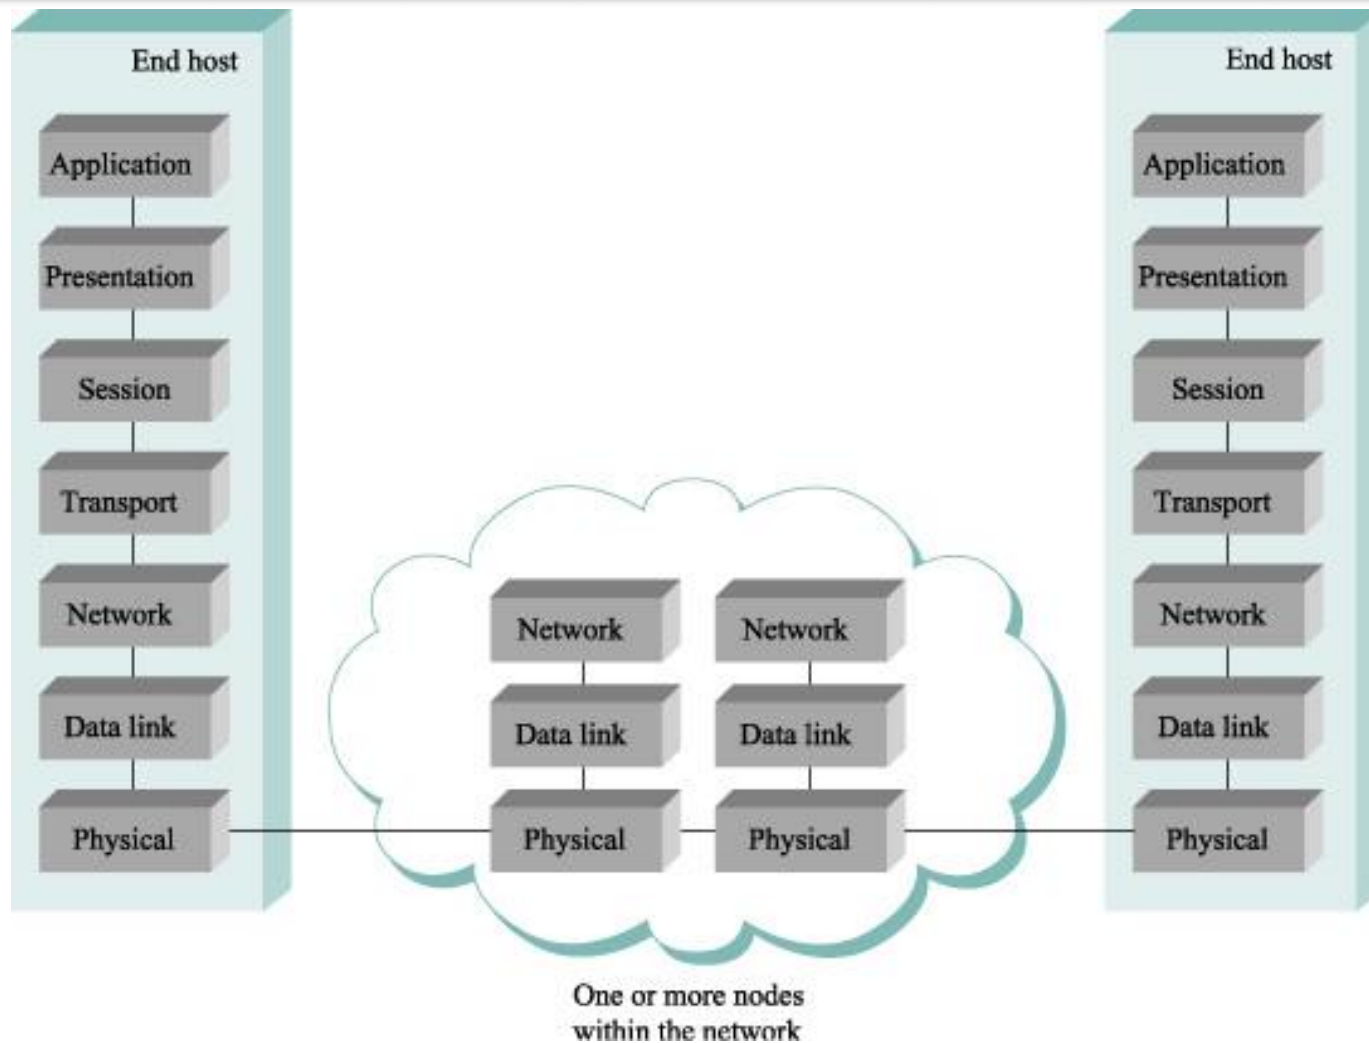 End host
Application
Presentation
Session
Transport
Network
Data link
Physical
Network
Data link
Physical
Network
Data link
Physical
End host
Application
Presentation
Session
Transport
Network
Data link
Physical
One or more nodes
within the network